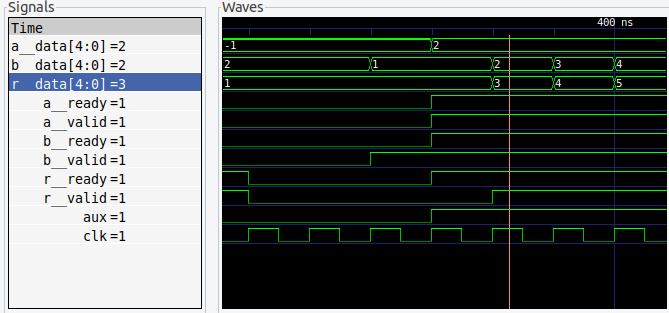 Signals
Waves
Time
400 ns
a__data[4:0]=2
-1 2
b__data[4:0]=2
2 1 2 3 4
r__data[4:0]=3
1 3 4 5
a__ready=1
a__valid=1
b__ready=1
b__valid=1
r__ready=1
r__valid=1
aux=1
clk=1